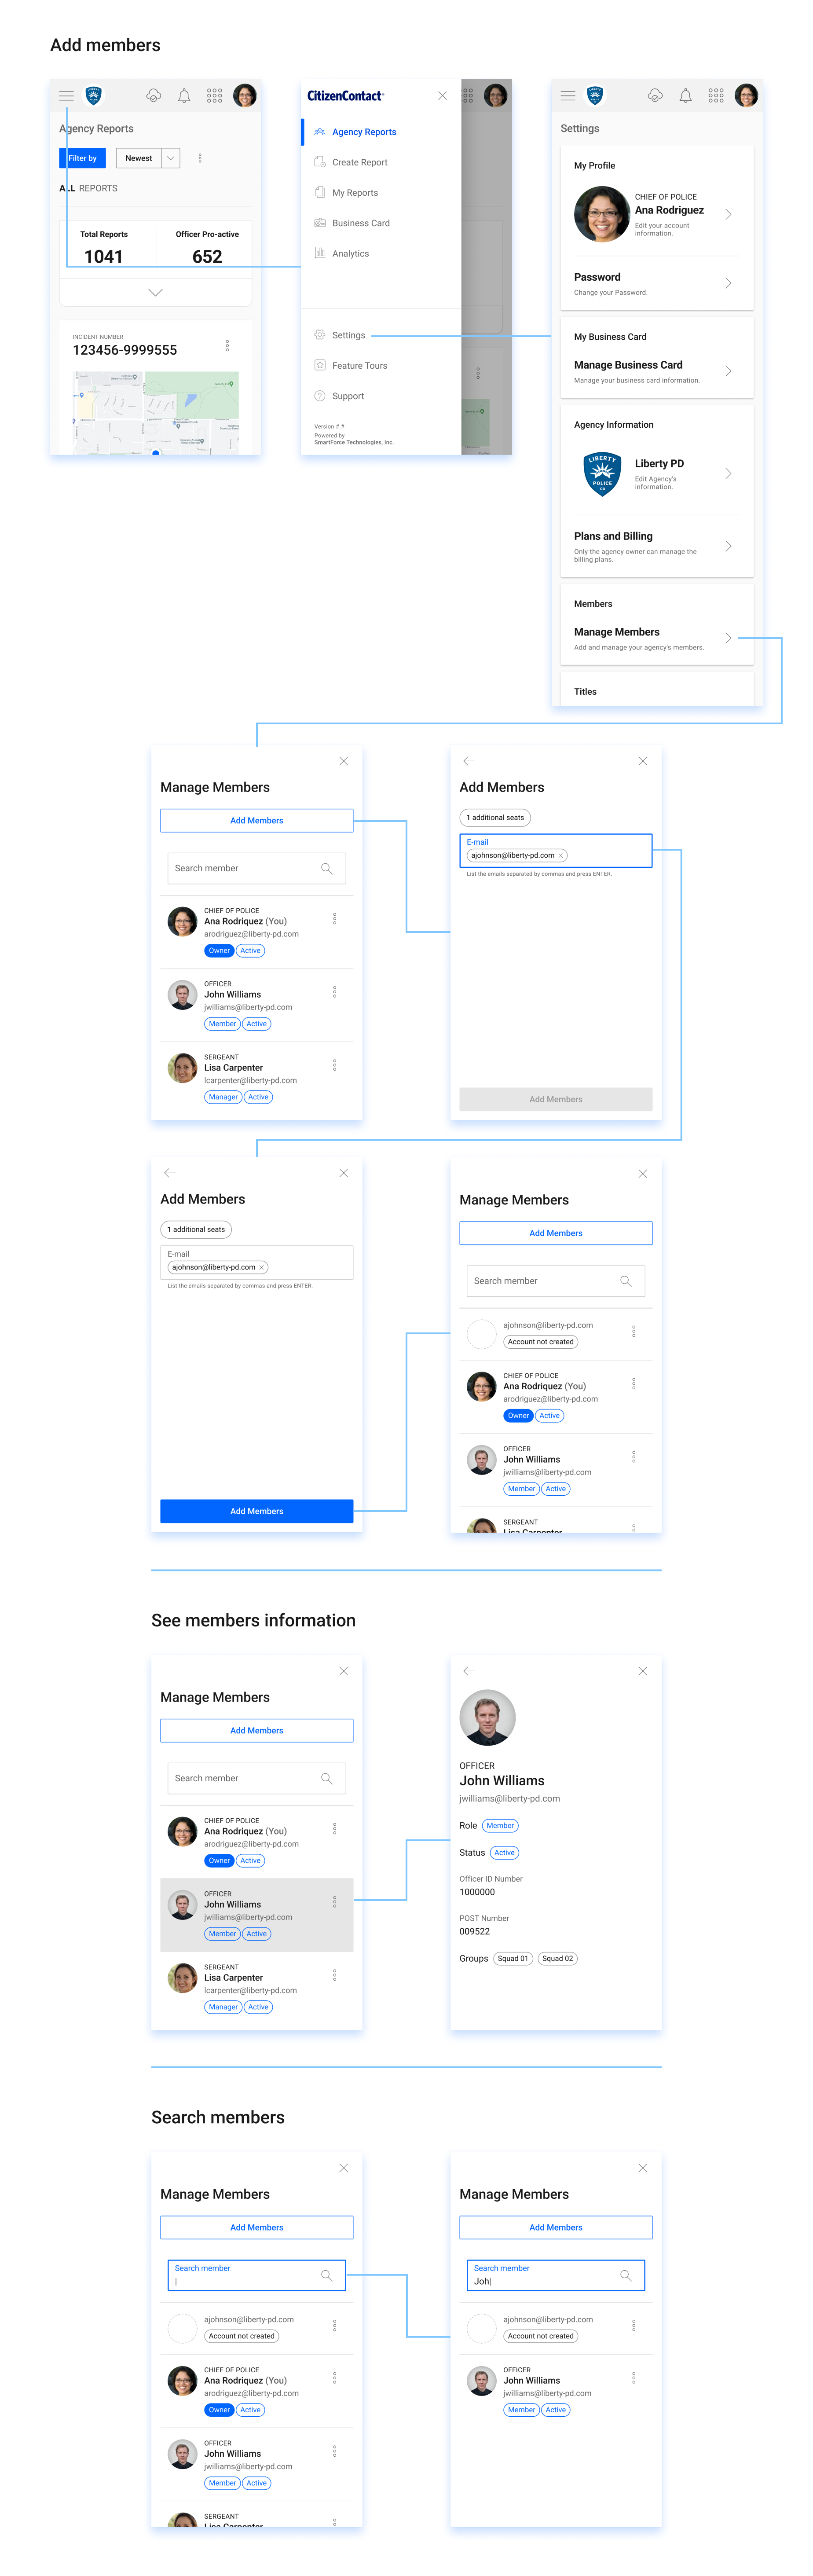 Add members
Agency Reports
Filter by
Newest
ALL REPORTS
Total Reports
Officer Pro-active
1041
652
INCIDENT NUMBER
123456-9999555
CitizenContact
Agency Reports
Create Report
My Reports
Business Card
Analytics
Settings
Feature Tours
Support
Version #.#
Powered by
SmartForce Technologies, Inc.
Settings
My Profile
CHIEF OF POLICE
Ana Rodriguez
Edit your account
information.
Password
Change your Password.
My Business Card
Manage Business Card
Manage your business card information.
Agency Information
LIBERTY
POLICE
CO
Liberty PD
Edit Agency's
information.
Plans and Billing
Only the agency owner can manage the
billing plans.
Members
Manage Members
Add and manage your agency's members.
Titles
Manage Members
Add Members
Search member
CHIEF OF POLICE
Ana Rodriquez (You)
arodriguez@liberty-pd.com
Owner Active
OFFICER
John Williams
jwilliams@liberty-pd.com
Member Active
SERGEANT
Lisa Carpenter
lcarpenter@liberty-pd.com
Manager Active
Add Members
1 additional seats
E-mail
ajohnson@liberty-pd.com
List the emails separated by commas and press ENTER.
Add Members
Add Members
1 additional seats
E-mail
ajohnson@liberty-pd.com
List the emails separated by commas and press ENTER.
Add Members
Manage Members
Add Members
Search member
ajohnson@liberty-pd.com
Account not created
CHIEF OF POLICE
Ana Rodriquez (You)
arodriguez@liberty-pd.com
Owner Active
OFFICER
John Williams
jwilliams@liberty-pd.com
Member Active
SERGEANT
Lisa Carpenter
See members information
Manage Members
Add Members
Search member
CHIEF OF POLICE
Ana Rodriquez (You)
arodriguez@liberty-pd.com
Owner Active
OFFICER
John Williams
jwilliams@liberty-pd.com
Member Active
SERGEANT
Lisa Carpenter
lcarpenter@liberty-pd.com
Manager Active
OFFICER
John Williams
jwilliams@liberty-pd.com
Role Member
Status Active
Officer ID Number
1000000
POST Number
009522
Groups Squad 01 Squad 02
Search members
Manage Members
Add Members
Search member
ajohnson@liberty-pd.com
Account not created
CHIEF OF POLICE
Ana Rodriquez (You)
arodriguez@liberty-pd.com
Owner Active
OFFICER
John Williams
jwilliams@liberty-pd.com
Member Active
SERGEANT
Lisa Carpenter
Manage Members
Add Members
Search member
Joh
ajohnson@liberty-pd.com
Account not created
OFFICER
John Williams
jwilliams@liberty-pd.com
Member Active